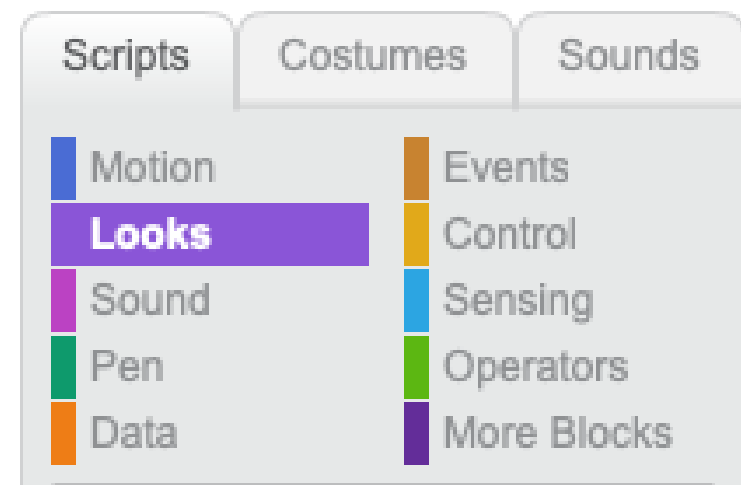 Scripts Costumes Sounds
Motion Events
Looks Control
Sound Sensing
Pen Operators
Data More Blocks